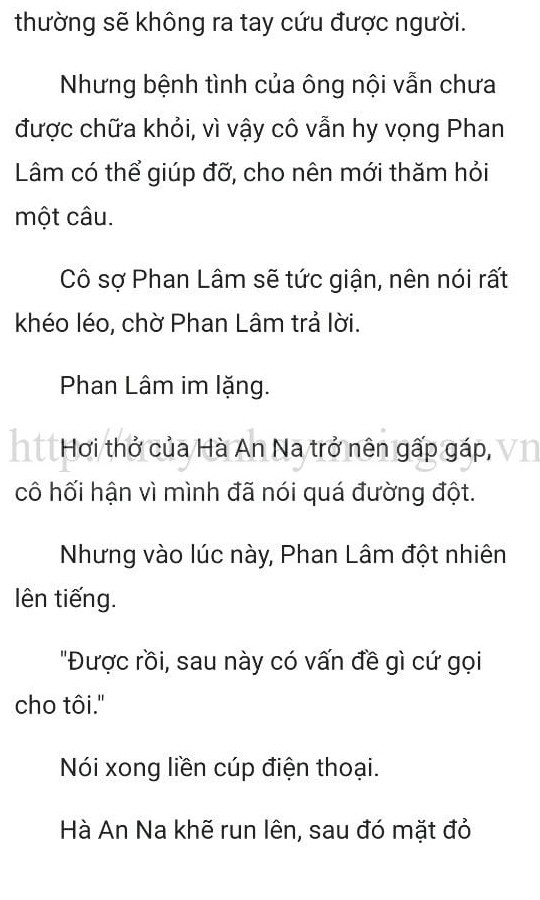 thường sẽ không ra tay cứu được người.
Nhưng bệnh tình của ông nội vẫn chưa
được chữa khỏi, vì vậy cô vẫn hy vọng Phan
Lâm có thể giúp đỡ, cho nên mới thăm hỏi
một câu.
Cô sợ Phan Lâm sẽ tức giận, nên nói rất
khéo léo, chờ Phan Lâm trả lời.
Phan Lâm im lặng.
http://truyenhaymoingay.vn
Hơi thở của Hà An Na trở nên gấp gáp,
cô hối hận vì mình đã nói quá đường đột.
Nhưng vào lúc này, Phan Lâm đột nhiên
lên tiếng.
"Được rồi, sau này có vấn đề gì cứ gọi
cho tôi."
Nói xong liền cúp điện thoại.
Hà An Na khẽ run lên, sau đó mặt đỏ